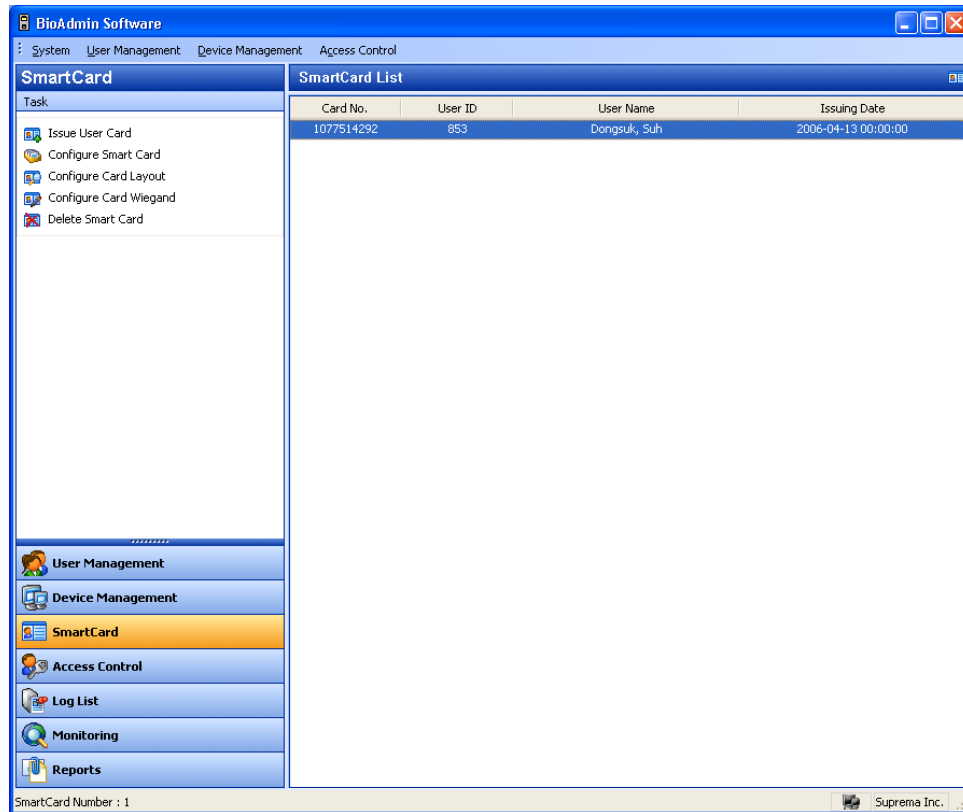 BioAdmin Software
System User Management Device Management Access Control
SmartCard
SmartCard List
Task
Card No. User ID User Name Issuing Date
1077514292 853 Dongsuk, Suh 2006-04-13 00:00:00
Issue User Card
Configure Smart Card
Configure Card Layout
Configure Card Wiegand
Delete Smart Card
User Management
Device Management
SmartCard
Access Control
Log List
Monitoring
Reports
SmartCard Number : 1
Suprema Inc.